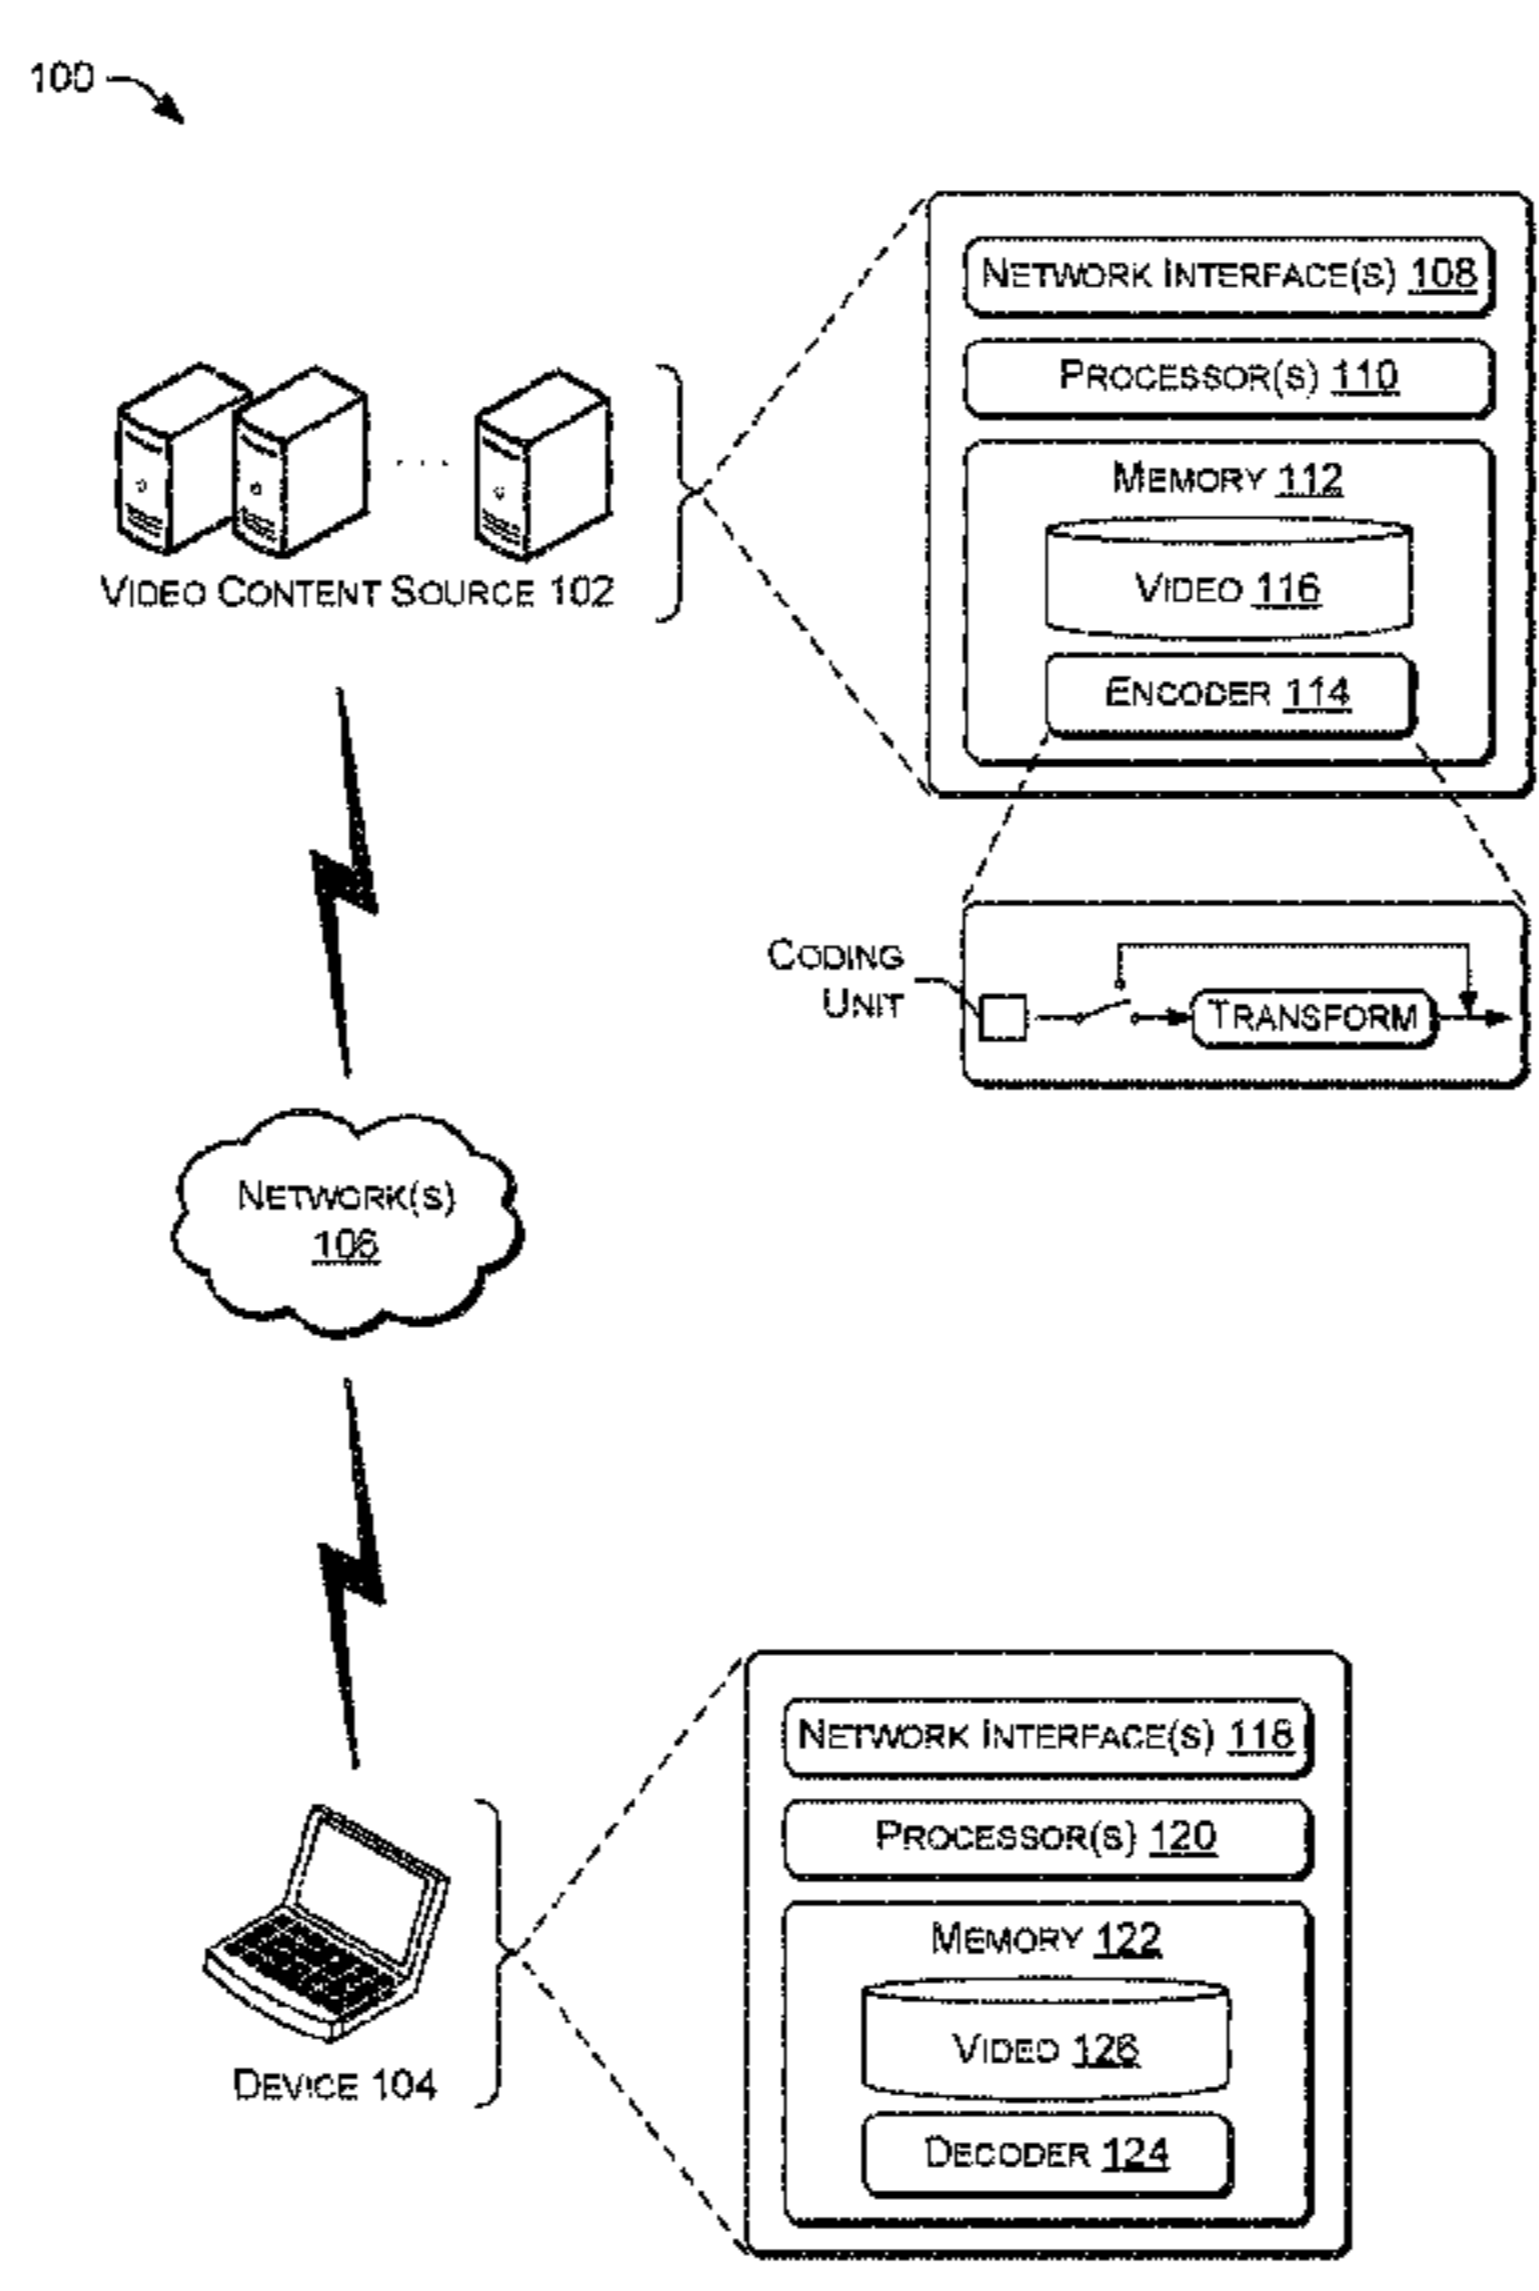 100
NETWORK INTERFACE(S) 108
PROCESSOR(S) 110
MEMORY 112
VIDEO 116
ENCODER 114
VIDEO CONTENT SOURCE 102
CODING
UNIT
TRANSFORM
NETWORK(S)
106
NETWORK INTERFACE(S) 118
PROCESSOR(S) 120
MEMORY 122
VIDEO 126
DECODER 124
DEVICE 104